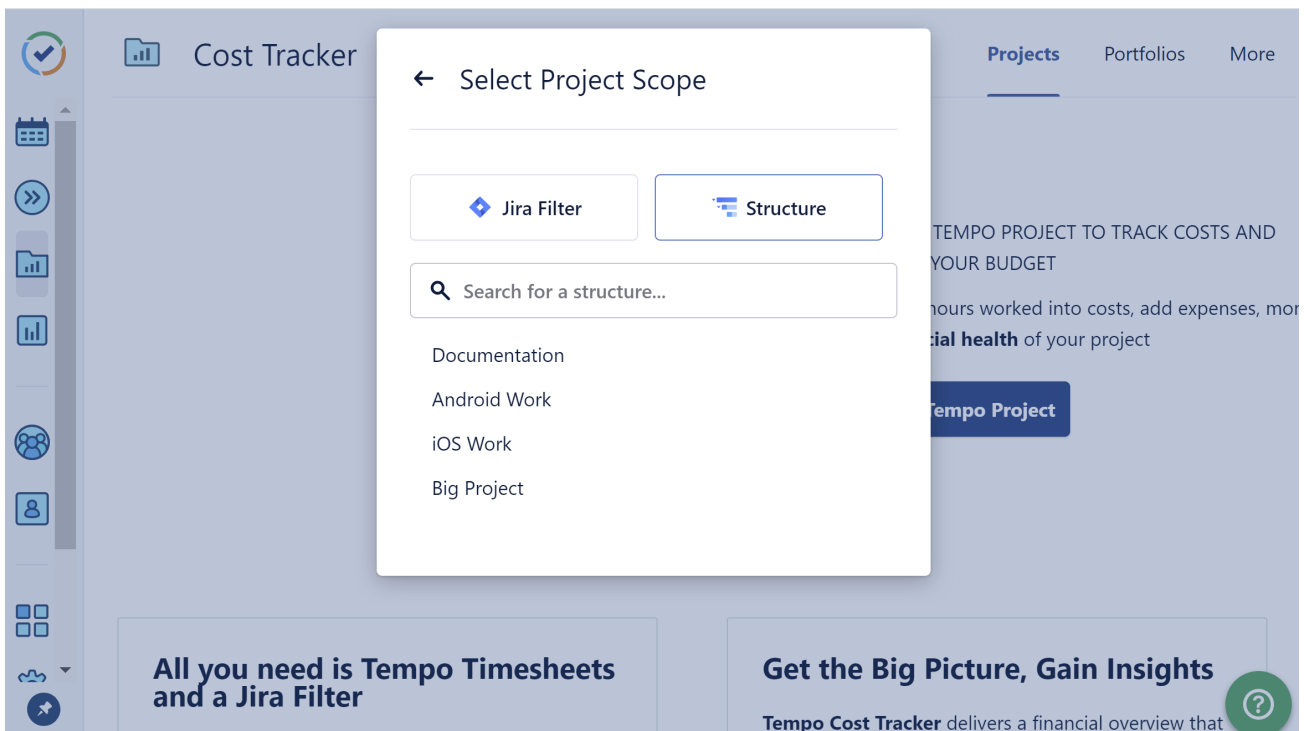 Cost Tracker
Projects
Portfolios
More
Select Project Scope
Jira Filter
Structure
Search for a structure...
Documentation
Android Work
iOS Work
Big Project
TEMPO PROJECT TO TRACK COSTS AND
YOUR BUDGET
hours worked into costs, add expenses,
health of your project
Tempo Project
All you need is Tempo Timesheets
and a Jira Filter
Get the Big Picture, Gain Insights
Tempo Cost Tracker delivers a financial overview that